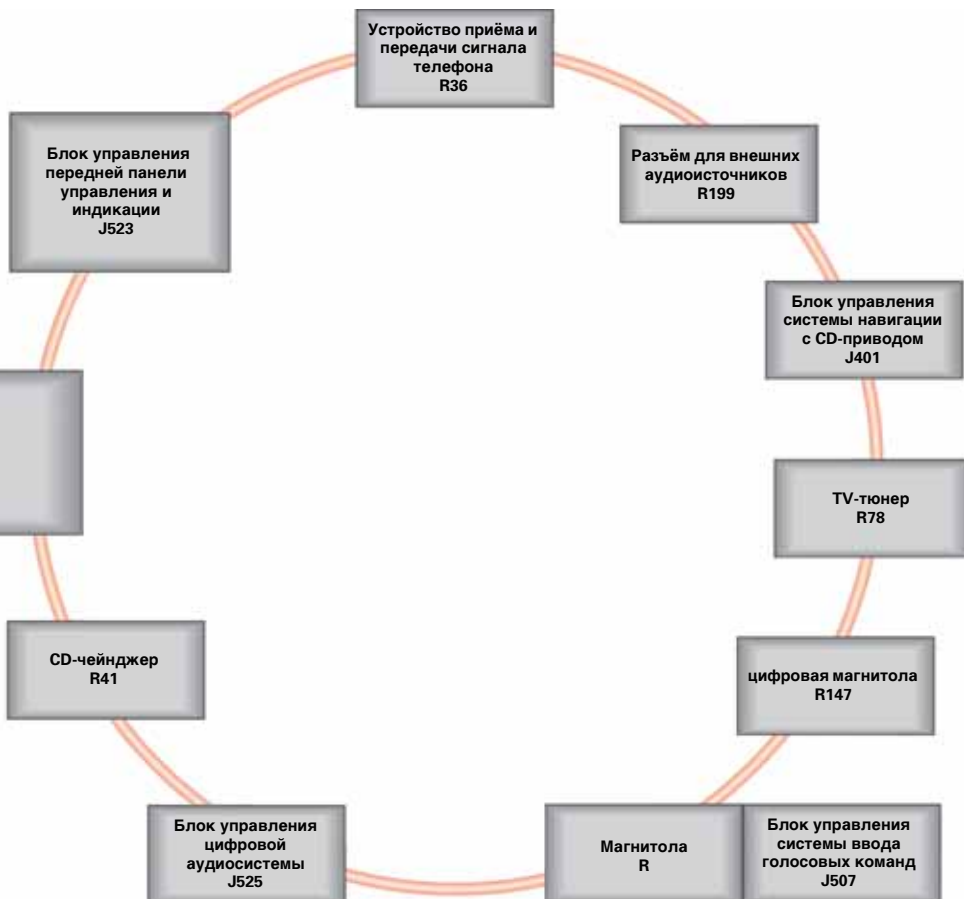 Устройство приёма и
передачи сигнала
телефона
R36
Блок управления
передней панели
управления и
индикации
J523
Разъём для внешних
аудиоисточников
R199
Блок управления
системы навигации
с CD-приводом
J401
TV-тюнер
R78
CD-чейнджер
R41
цифровая магнитола
R147
Блок управления
цифровой
аудиосистемы
J525
Магнитола
R
Блок управления
системы ввода
голосовых команд
J507